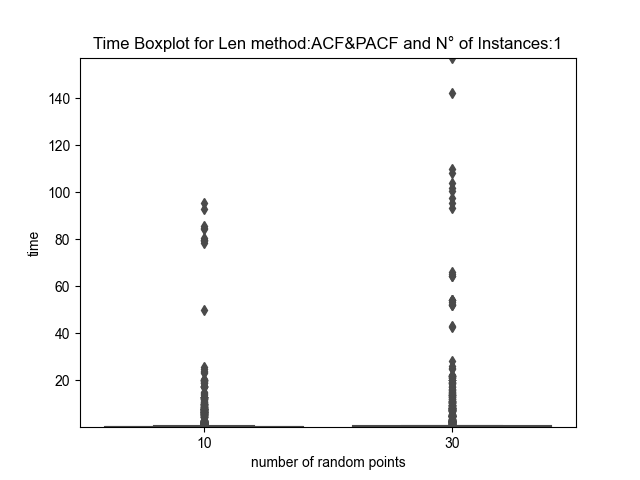 Time Boxplot for Len method:ACF&PACF and N° of Instances:1
140
120
100
80
60
40
20
time
10 30
number of random points